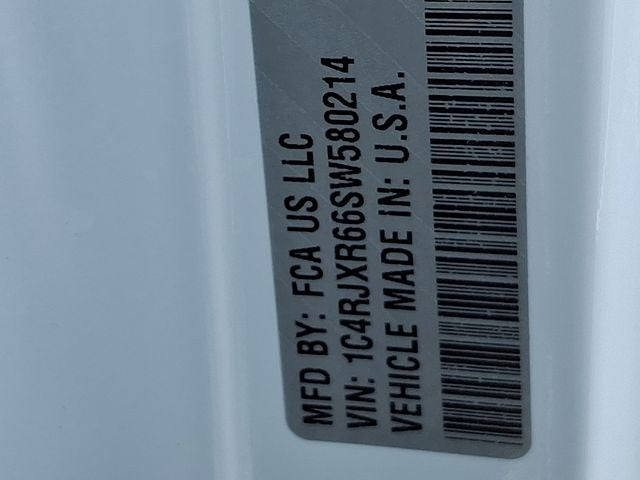 MFD BY: FCA US LLC
VIN: 1C4RJXR66SW580214
VEHICLE MADE IN: U.S.A.